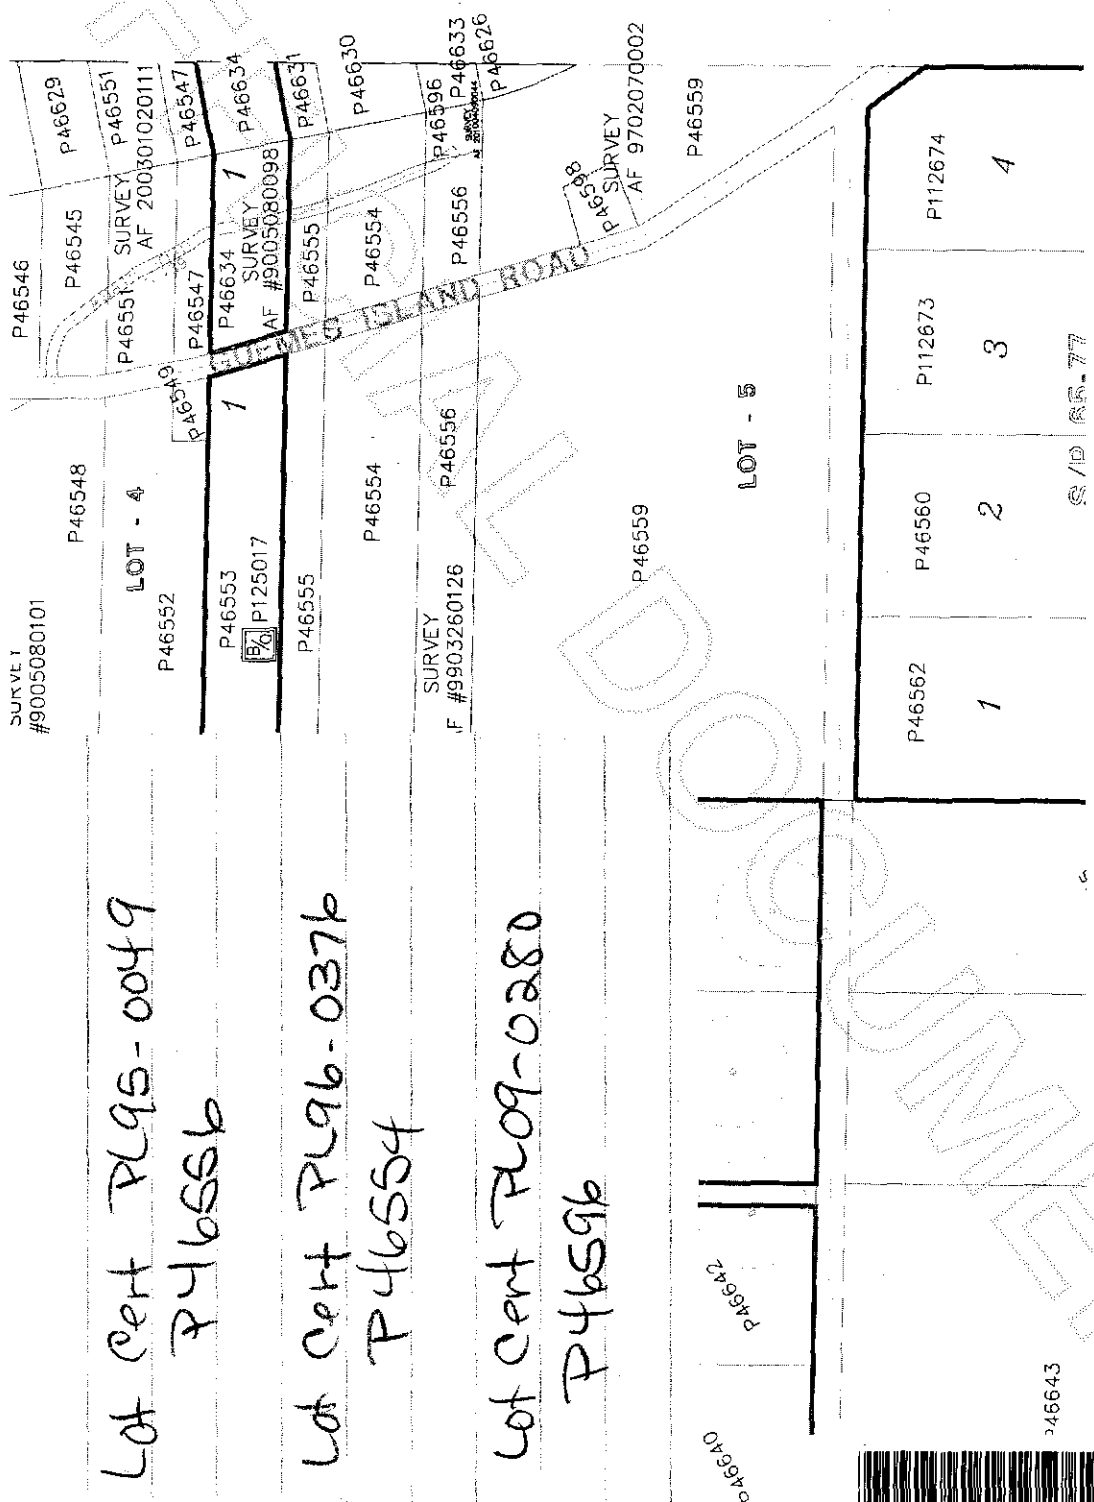 SURVEY
#9005080101
P46546
P46629
P46545
P46551
SURVEY
AF 200301020111
P46547
P46634
P46631
P46630
P46596
P46633
P46626
P46548
P46551
P46547
P46549
P46634
1
SURVEY
AF #9005080098
1
P46555
P46554
P46556
GUEMES ISLAND ROAD
P46598
SURVEY
AF 9702070002
P46559
LOT - 4
P46552
1
P46553
P125017
P46555
P46554
P46556
SURVEY
F #9903260126
P46559
LOT - 5
P112674
4
P112673
3
P46560
2
P46562
1
S/P 65-77
Lot Cert PL95-0049
P46556
Lot Cert PL96-0376
P46554
Lot Cert PL09-0280
P46596
P46642
P46640
P46643
DOCUMEN